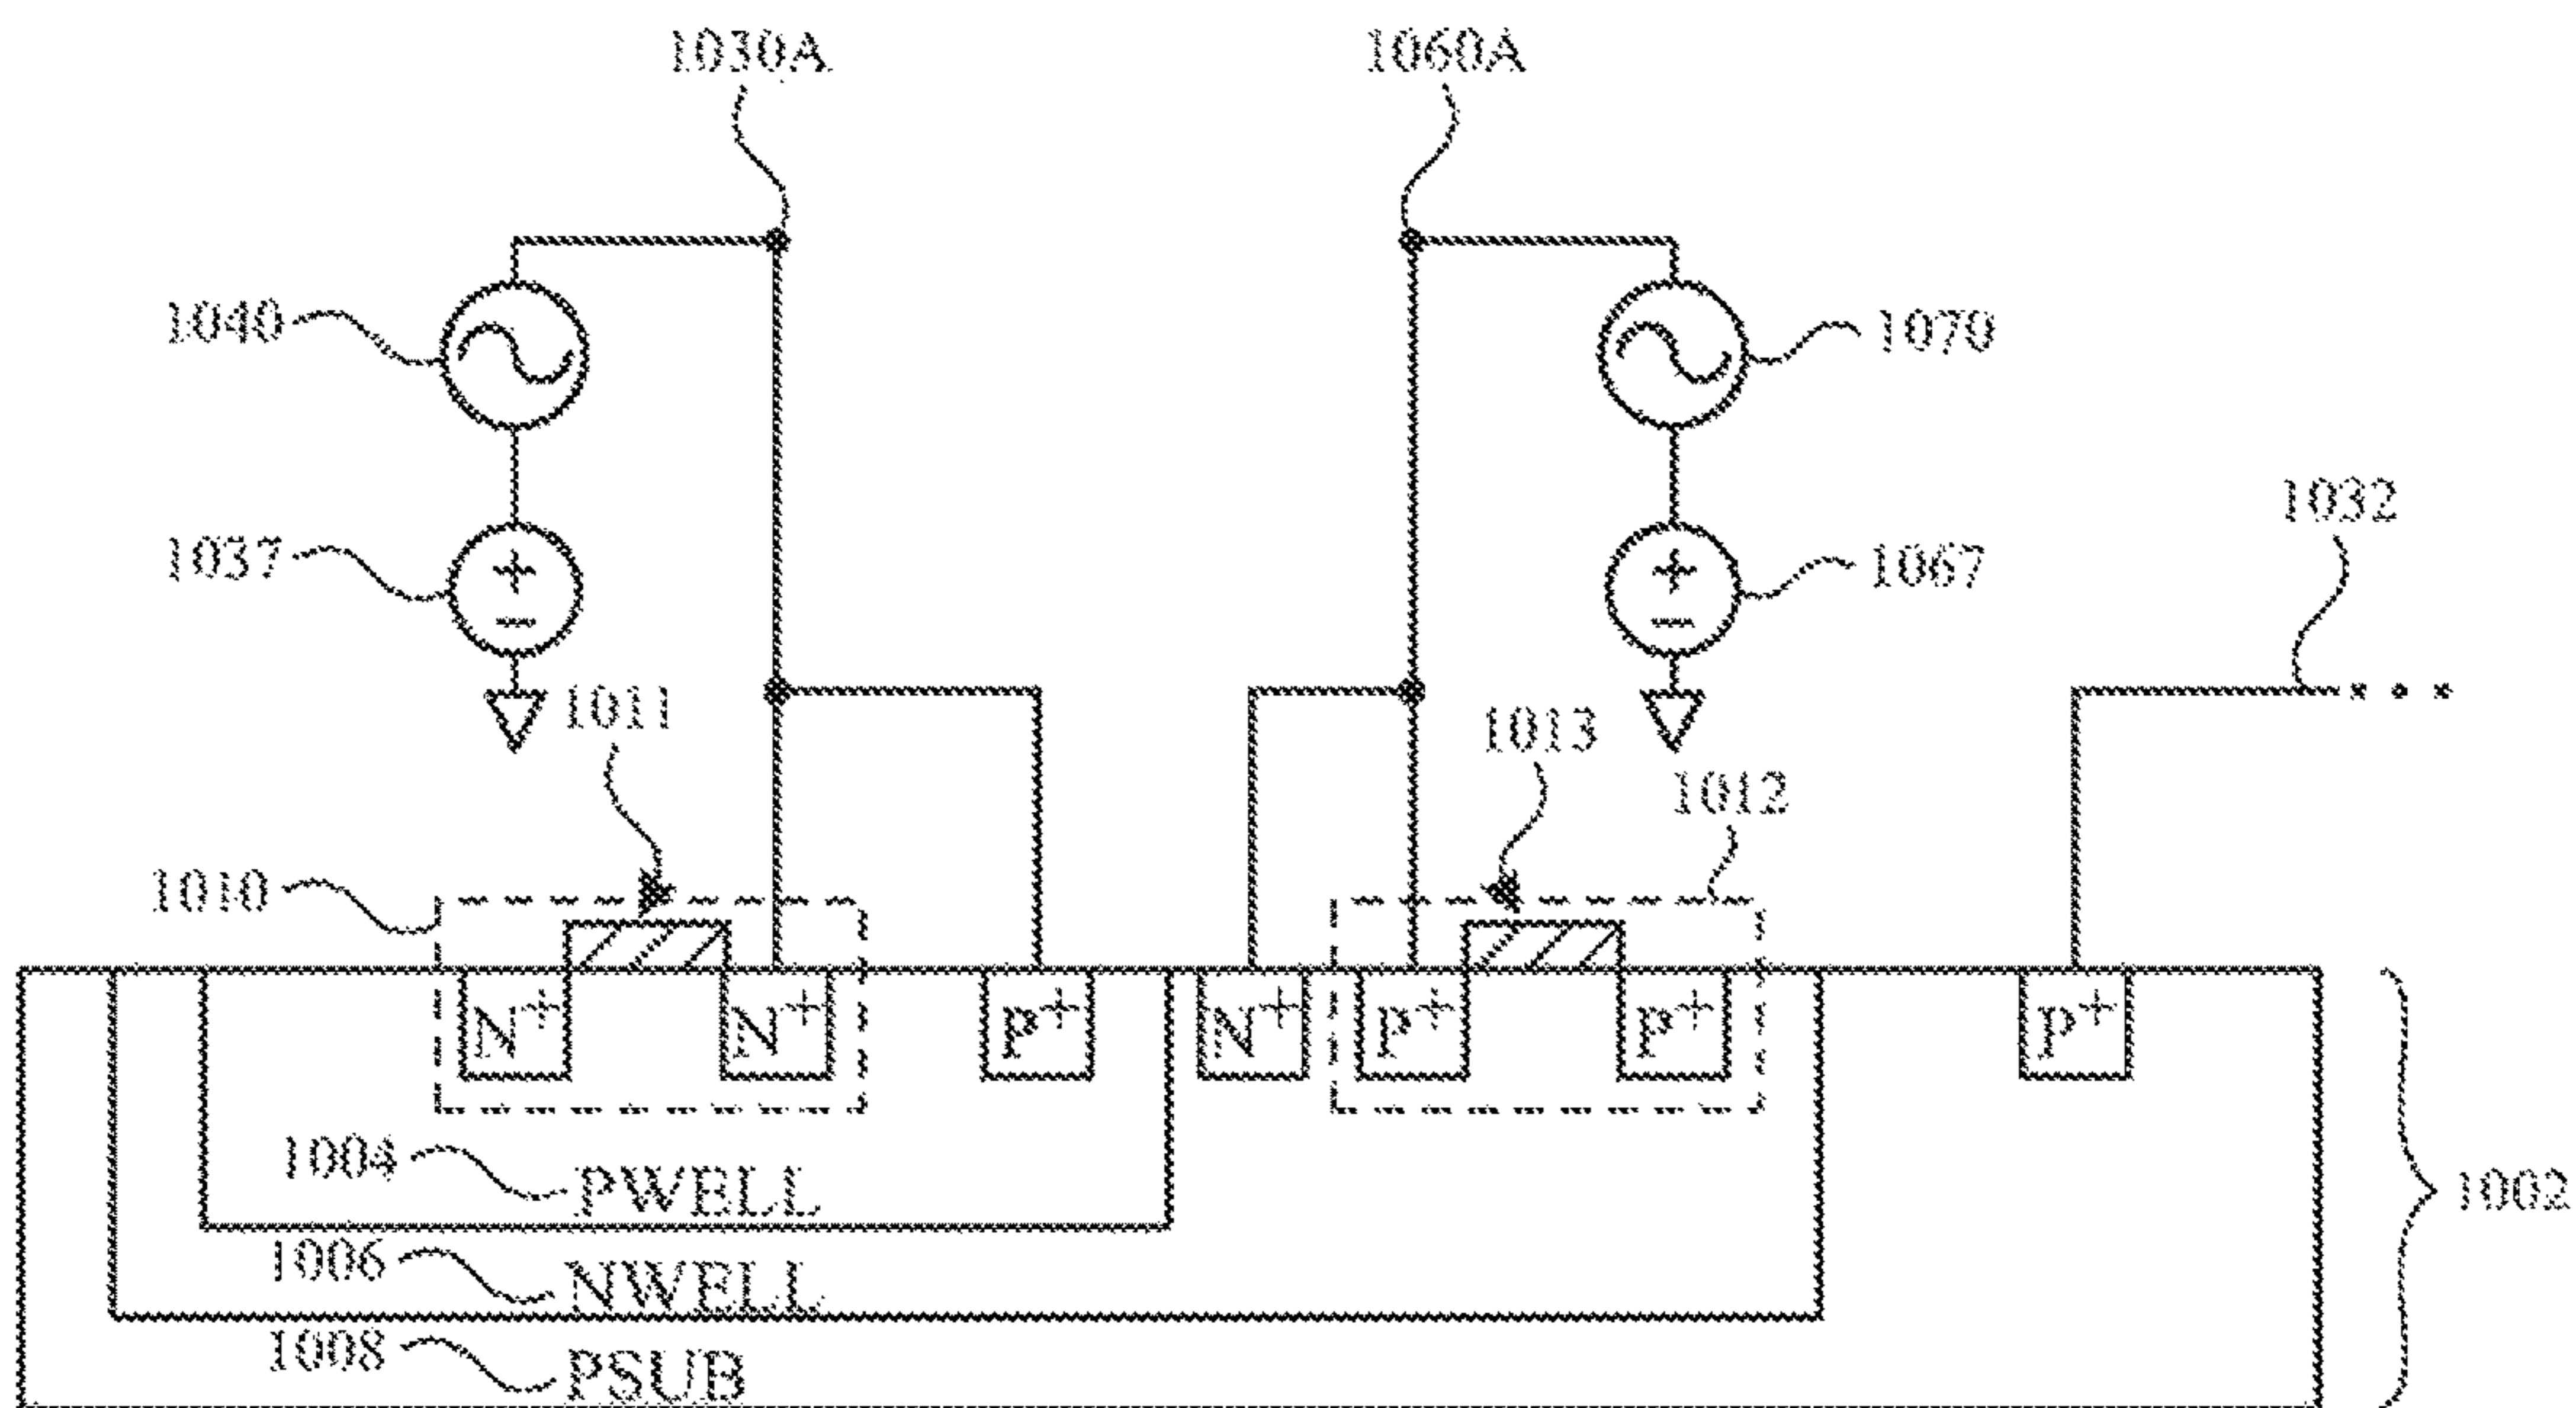 1030A 1060A
1040 1070
1032
1037 1067
1011 1013
1012
1010
N+ N+ P+ N+ P+ P+ P+
1004 PWELL
1002
1006 NWELL
1008 PSUB